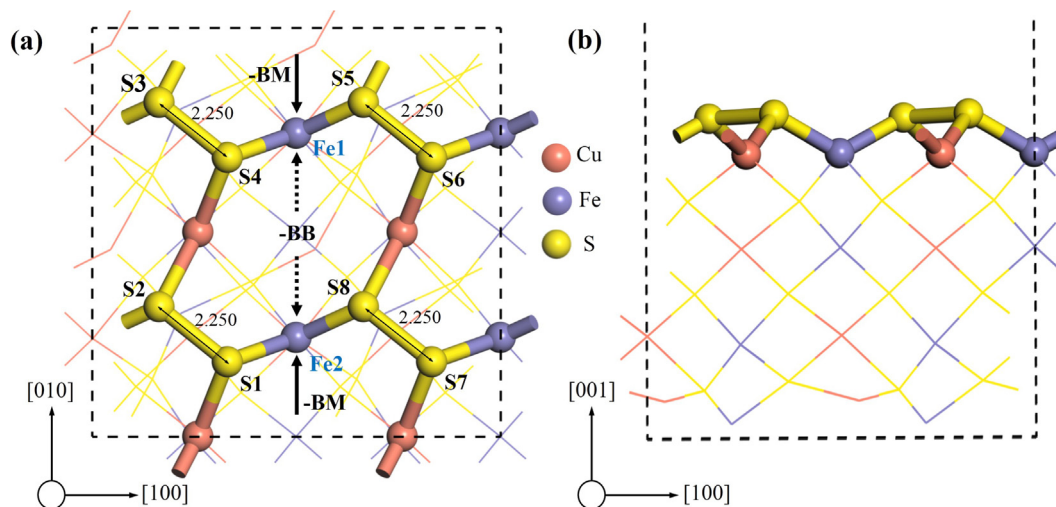 (a)
(b)
-BM
S3
S5
2.250
2.250
Fe1
S4
S6
Cu
Fe
S
-BB
S2
S8
2.250
2.250
Fe2
S1
S7
-BM
[010]
[100]
[001]
[100]